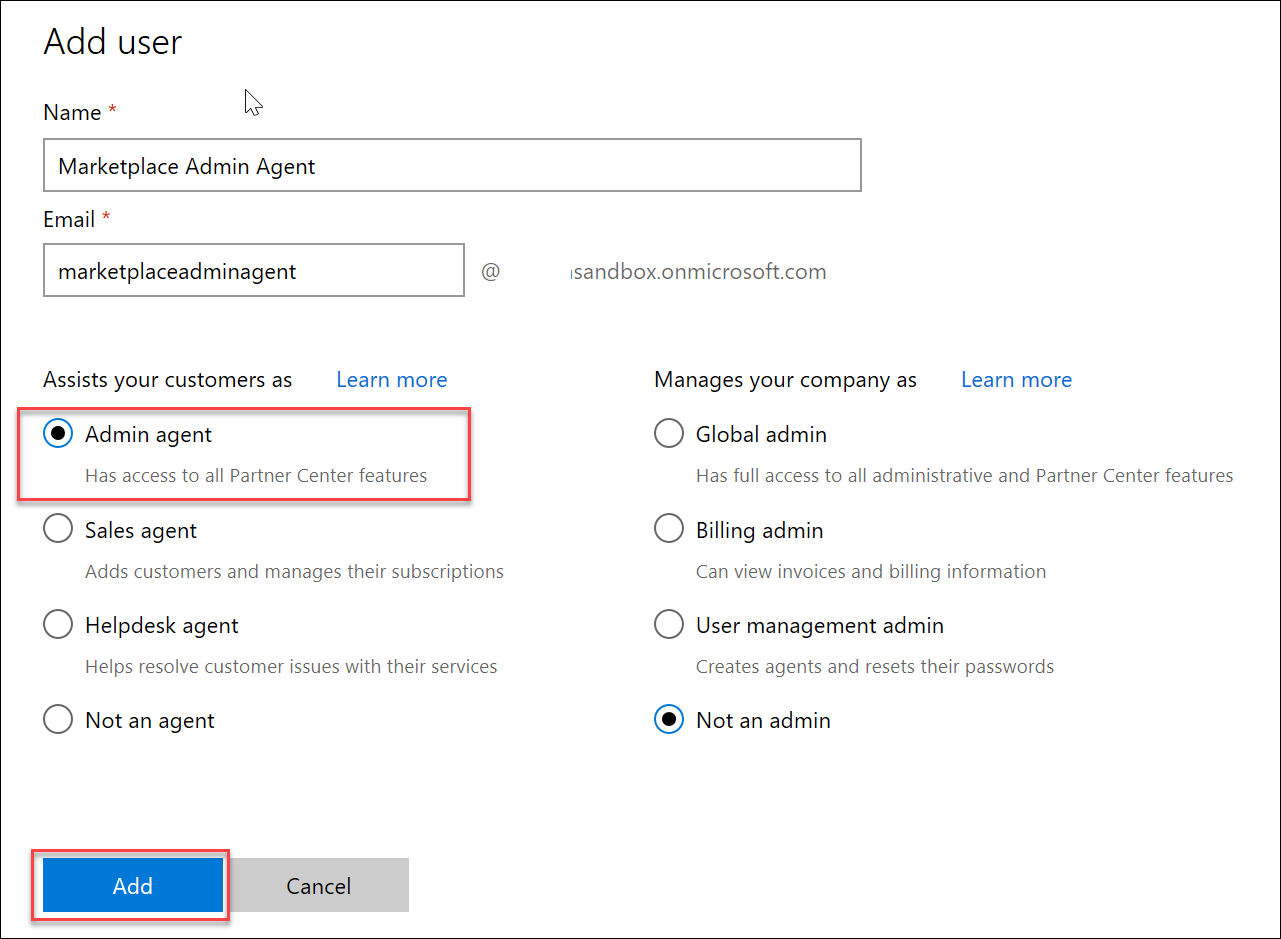 Add user
Name *
Marketplace Admin Agent
Email *
marketplaceadminagent @ sandbox.onmicrosoft.com
Assists your customers as Learn more
Manages your company as Learn more
Admin agent
Has access to all Partner Center features
Global admin
Has full access to all administrative and Partner Center features
Sales agent
Adds customers and manages their subscriptions
Billing admin
Can view invoices and billing information
Helpdesk agent
Helps resolve customer issues with their services
User management admin
Creates agents and resets their passwords
Not an agent
Not an admin
Add
Cancel